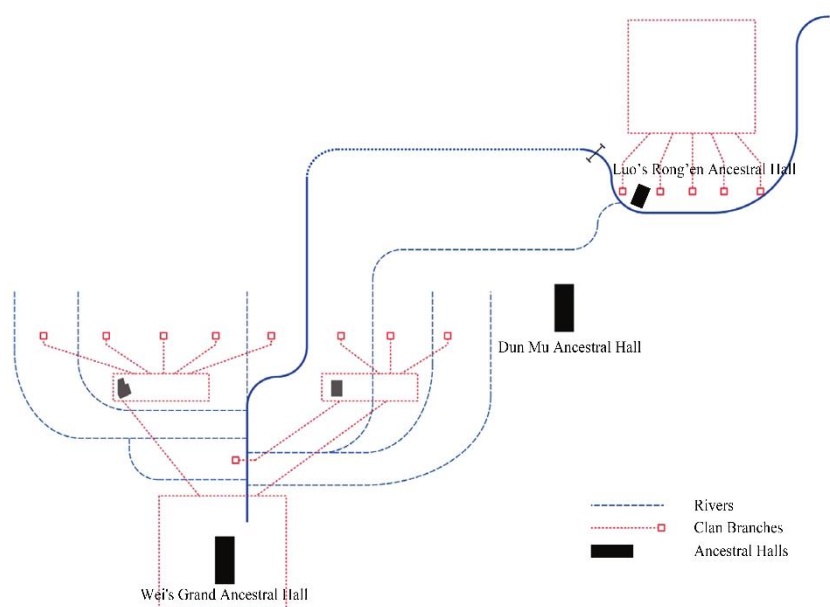 Luo's Rong'en Ancestral Hall
Dun Mu Ancestral Hall
Rivers
Clan Branches
Ancestral Halls
Wei's Grand Ancestral Hall